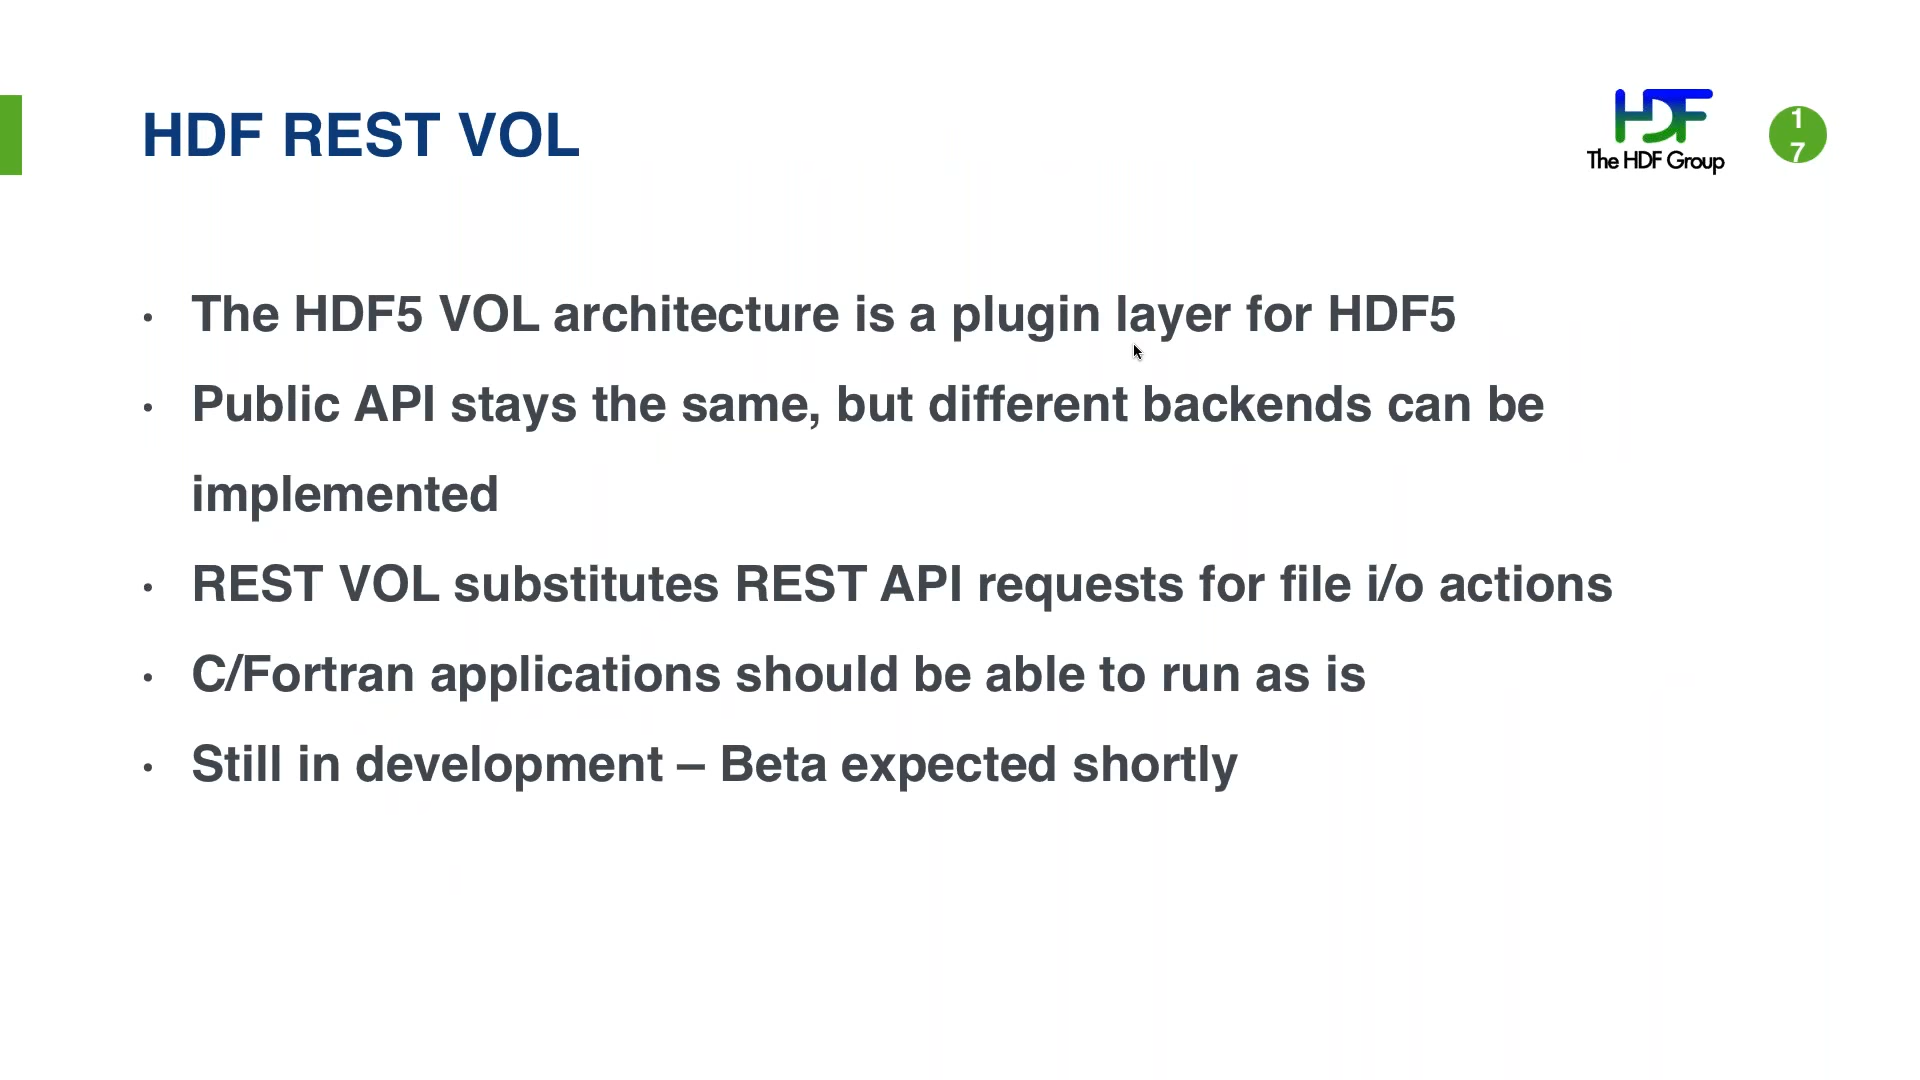 HDF REST VOL
HDF
The HDF Group
1
7
• The HDF5 VOL architecture is a plugin layer for HDF5
• Public API stays the same, but different backends can be
implemented
• REST VOL substitutes REST API requests for file i/o actions
• C/Fortran applications should be able to run as is
• Still in development – Beta expected shortly